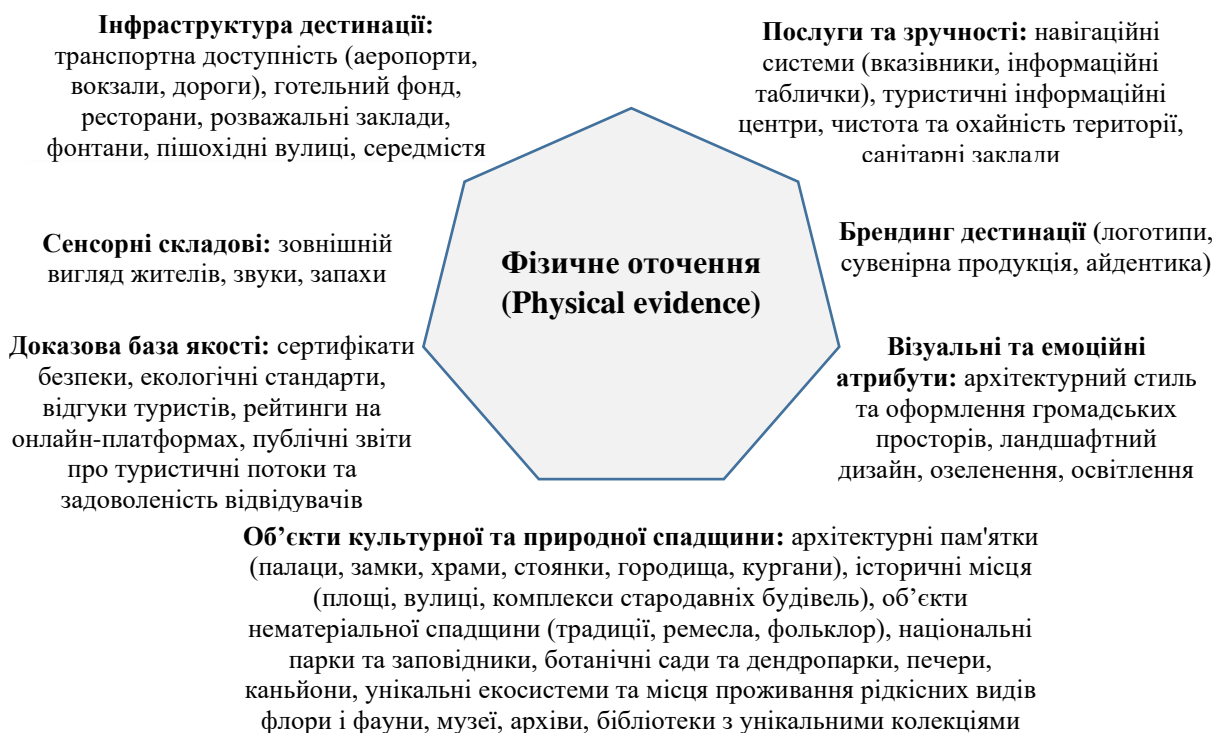 Інфраструктура дестинації:
транспортна доступність (аеропорти,
вокзали, дороги), готельний фонд,
ресторани, розважальні заклади,
фонтани, пішохідні вулиці, середмістя
Послуги та зручності: навігаційні
системи (вказівники, інформаційні
таблички), туристичні інформаційні
центри, чистота та охайність території,
санітарні заклади
Сенсорні складові: зовнішній
вигляд жителів, звуки, запахи
Фізичне оточення
(Physical evidence)
Брендинг дестинації (логотипи,
сувенірна продукція, айдентика)
Доказова база якості: сертифікати
безпеки, екологічні стандарти,
відгуки туристів, рейтинги на
онлайн-платформах, публічні звіти
про туристичні потоки та
задоволеність відвідувачів
Візуальні та емоційні
атрибути: архітектурний стиль
та оформлення громадських
просторів, ландшафтний
дизайн, озеленення, освітлення
Об’єкти культурної та природної спадщини: архітектурні пам'ятки
(палаци, замки, храми, стоянки, городища, кургани), історичні місця
(площі, вулиці, комплекси стародавніх будівель), об’єкти
нематеріальної спадщини (традиції, ремесла, фольклор), національні
парки та заповідники, ботанічні сади та дендропарки, печери,
каньйони, унікальні екосистеми та місця проживання рідкісних видів
флори і фауни, музеї, архіви, бібліотеки з унікальними колекціями